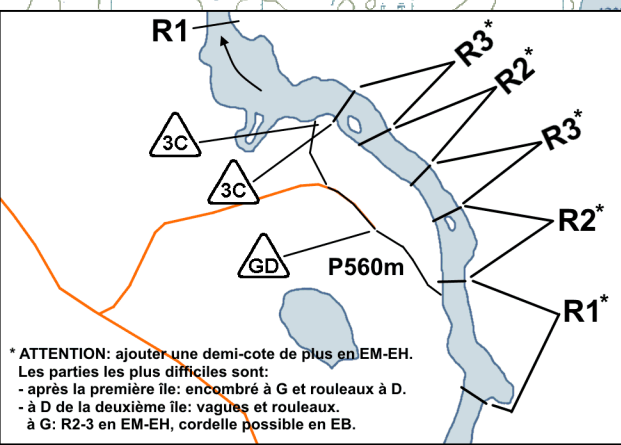 R1
R3*
R2*
R3*
3C
3C
R2*
GD
P560m
R1*
* ATTENTION: ajouter une demi-cote de plus en EM-EH.
Les parties les plus difficiles sont:
- après la première île: encombré à G et rouleaux à D.
- à D de la deuxième île: vagues et rouleaux.
à G: R2-3 en EM-EH, cordelle possible en EB.